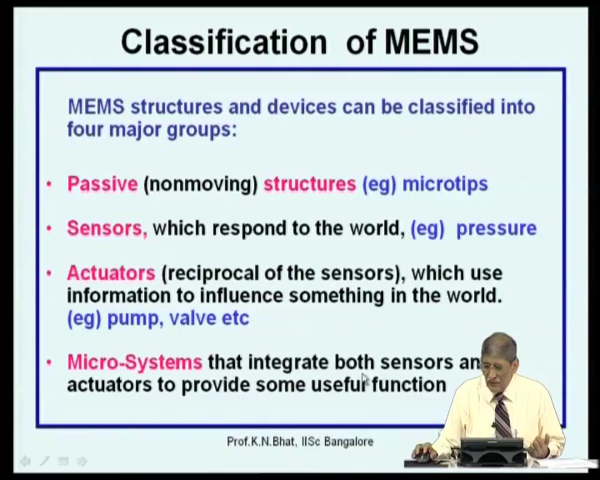 Classification of MEMS
MEMS structures and devices can be classified into
four major groups:
• Passive (nonmoving) structures (eg) microtips
• Sensors, which respond to the world, (eg) pressure
• Actuators (reciprocal of the sensors), which use
information to influence something in the world.
(eg) pump, valve etc
• Micro-Systems that integrate both sensors an
actuators to provide some useful function
Prof.K.N.Bhat, IISc Bangalore